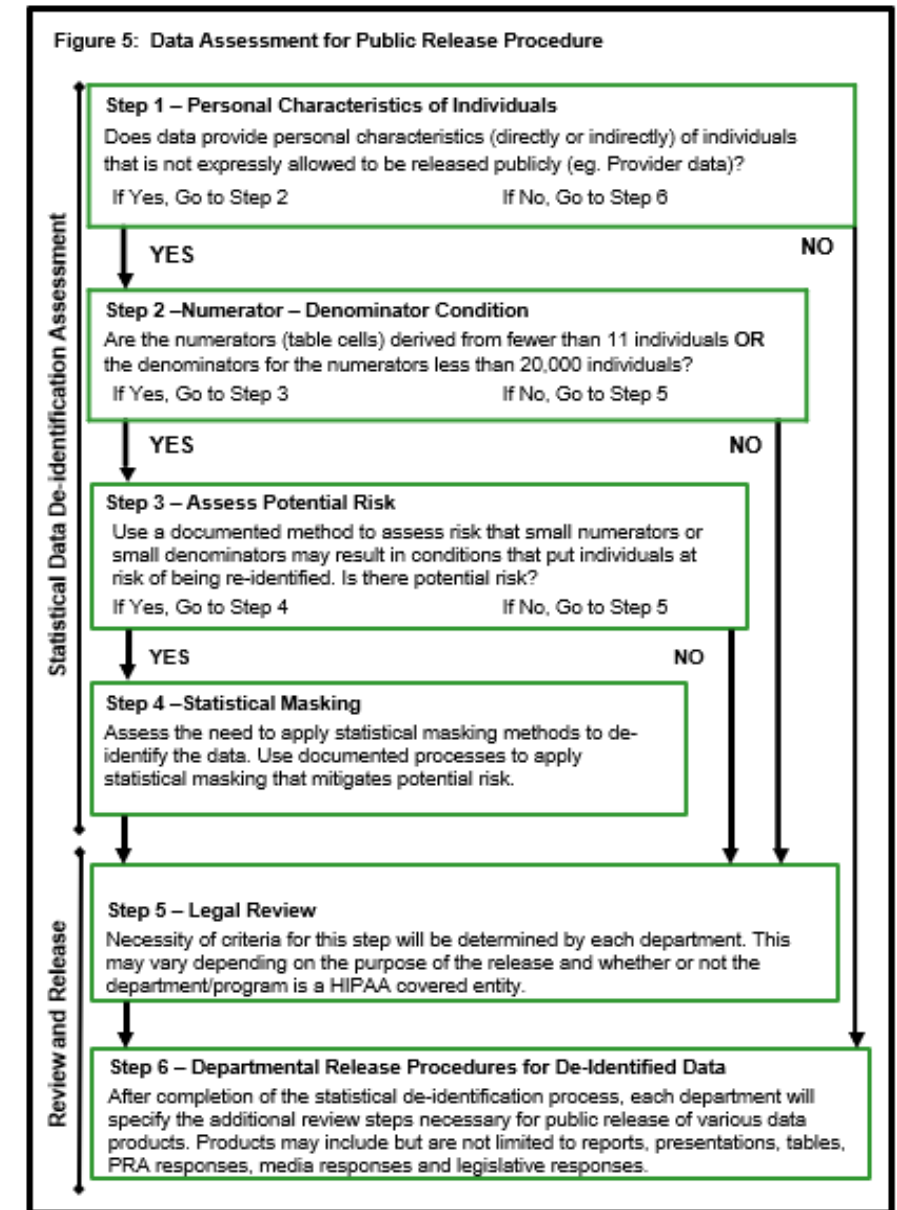 Figure 5: Data Assessment for Public Release Procedure
Statistical Data De-identification Assessment
Step 1 – Personal Characteristics of Individuals
Does data provide personal characteristics (directly or indirectly) of individuals
that is not expressly allowed to be released publicly (eg. Provider data)?
If Yes, Go to Step 2 If No, Go to Step 6
YES NO
Step 2 –Numerator – Denominator Condition
Are the numerators (table cells) derived from fewer than 11 individuals OR
the denominators for the numerators less than 20,000 individuals?
If Yes, Go to Step 3 If No, Go to Step 5
YES NO
Step 3 – Assess Potential Risk
Use a documented method to assess risk that small numerators or
small denominators may result in conditions that put individuals at
risk of being re-identified. Is there potential risk?
If Yes, Go to Step 4 If No, Go to Step 5
YES NO
Step 4 –Statistical Masking
Assess the need to apply statistical masking methods to de-
identify the data. Use documented processes to apply
statistical masking that mitigates potential risk.
Review and Release
Step 5 – Legal Review
Necessity of criteria for this step will be determined by each department. This
may vary depending on the purpose of the release and whether or not the
department/program is a HIPAA covered entity.
Step 6 – Departmental Release Procedures for De-Identified Data
After completion of the statistical de-identification process, each department will
specify the additional review steps necessary for public release of various data
products. Products may include but are not limited to reports, presentations, tables,
PRA responses, media responses and legislative responses.